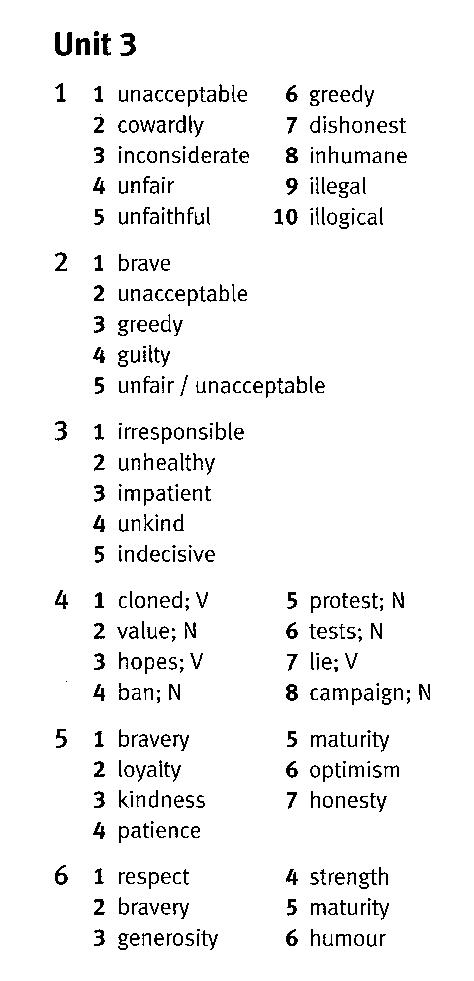 Unit 3
1 1 unacceptable 6 greedy
2 cowardly 7 dishonest
3 inconsiderate 8 inhumane
4 unfair 9 illegal
5 unfaithful 10 illogical
2 1 brave
2 unacceptable
3 greedy
4 guilty
5 unfair / unacceptable
3 1 irresponsible
2 unhealthy
3 impatient
4 unkind
5 indecisive
4 1 cloned; V 5 protest; N
2 value; N 6 tests; N
3 hopes; V 7 lie; V
4 ban; N 8 campaign; N
5 1 bravery 5 maturity
2 loyalty 6 optimism
3 kindness 7 honesty
4 patience
6 1 respect 4 strength
2 bravery 5 maturity
3 generosity 6 humour